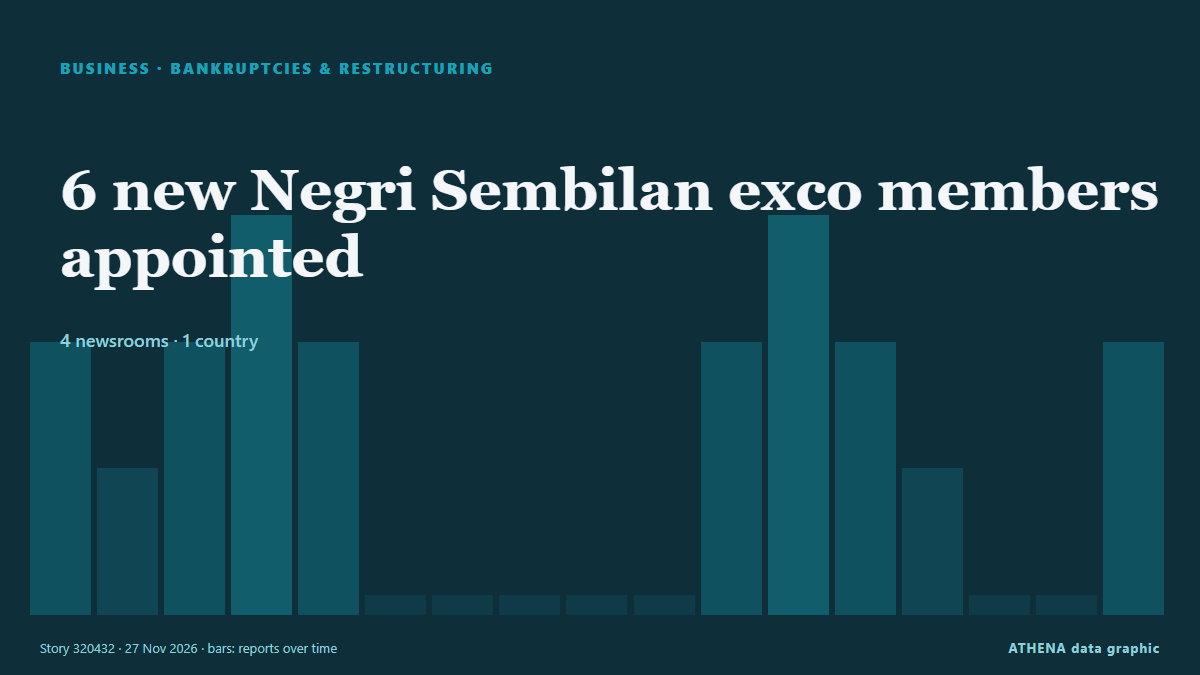 BUSINESS · BANKRUPTCIES & RESTRUCTURING
6 new Negri Sembilan exco members
appointed
4 newsrooms · 1 country
Story 320432 · 27 Nov 2026 · bars: reports over time
ATHENA data graphic